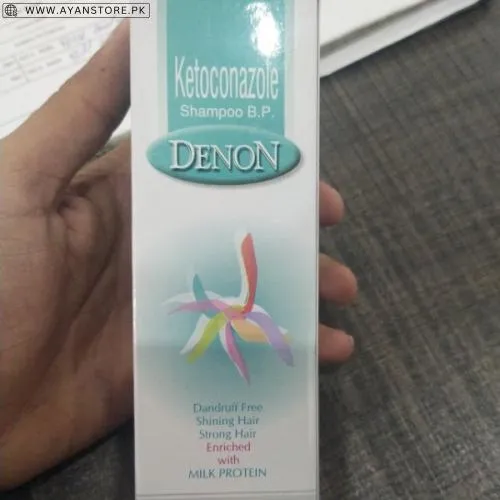 WWW.AYANSTORE.PK
Ketoconazole
Shampoo B.P.
DENON
Dandruff Free
Shining Hair
Strong Hair
Enriched
with
MILK PROTEIN